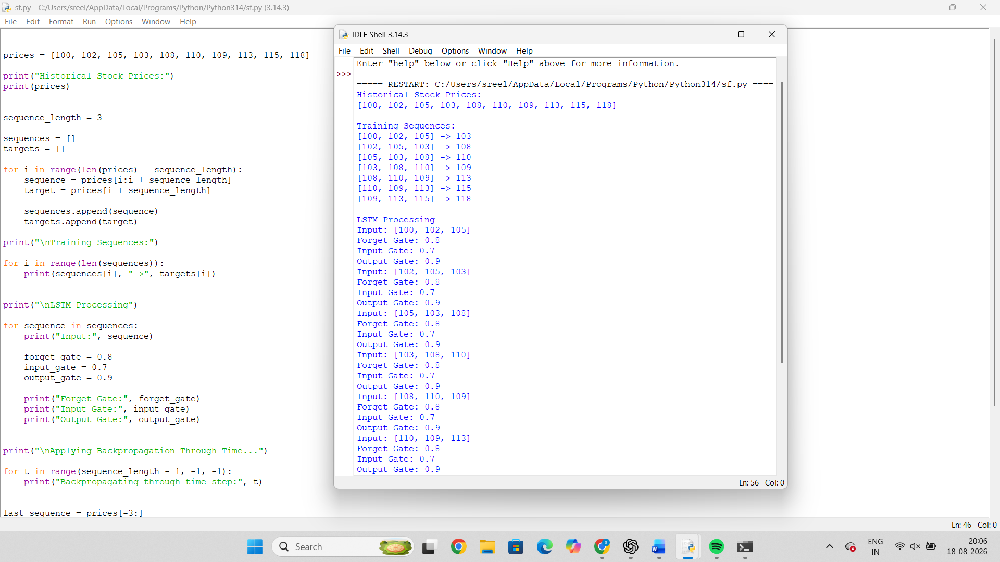 sf.py - C:/Users/sreel/AppData/Local/Programs/Python/Python314/sf.py (3.14.3)
File Edit Format Run Options Window Help
prices = [100, 102, 105, 103, 108, 110, 109, 113, 115, 118]
print("Historical Stock Prices:")
print(prices)
sequence_length = 3
sequences = []
targets = []
for i in range(len(prices) - sequence_length):
    sequence = prices[i:i + sequence_length]
    target = prices[i + sequence_length]
    sequences.append(sequence)
    targets.append(target)
print("\nTraining Sequences:")
for i in range(len(sequences)):
    print(sequences[i], "->", targets[i])
print("\nLSTM Processing")
for sequence in sequences:
    print("Input:", sequence)
    forget_gate = 0.8
    input_gate = 0.7
    output_gate = 0.9
    print("Forget Gate:", forget_gate)
    print("Input Gate:", input_gate)
    print("Output Gate:", output_gate)
print("\nApplying Backpropagation Through Time...")
for t in range(sequence_length - 1, -1, -1):
    print("Backpropagating through time step:", t)
last_sequence = prices[-3:]
IDLE Shell 3.14.3
File Edit Shell Debug Options Window Help
Enter "help" below or click "Help" above for more information.
>>>
===== RESTART: C:/Users/sreel/AppData/Local/Programs/Python/Python314/sf.py ====
Historical Stock Prices:
[100, 102, 105, 103, 108, 110, 109, 113, 115, 118]
Training Sequences:
[100, 102, 105] -> 103
[102, 105, 103] -> 108
[105, 103, 108] -> 110
[103, 108, 110] -> 109
[108, 110, 109] -> 113
[110, 109, 113] -> 115
[109, 113, 115] -> 118
LSTM Processing
Input: [100, 102, 105]
Forget Gate: 0.8
Input Gate: 0.7
Output Gate: 0.9
Input: [102, 105, 103]
Forget Gate: 0.8
Input Gate: 0.7
Output Gate: 0.9
Input: [105, 103, 108]
Forget Gate: 0.8
Input Gate: 0.7
Output Gate: 0.9
Input: [103, 108, 110]
Forget Gate: 0.8
Input Gate: 0.7
Output Gate: 0.9
Input: [108, 110, 109]
Forget Gate: 0.8
Input Gate: 0.7
Output Gate: 0.9
Input: [110, 109, 113]
Forget Gate: 0.8
Input Gate: 0.7
Output Gate: 0.9
Ln: 56 Col: 0
Ln: 46 Col: 0
Search
ENG
IN
20:06
18-08-2026